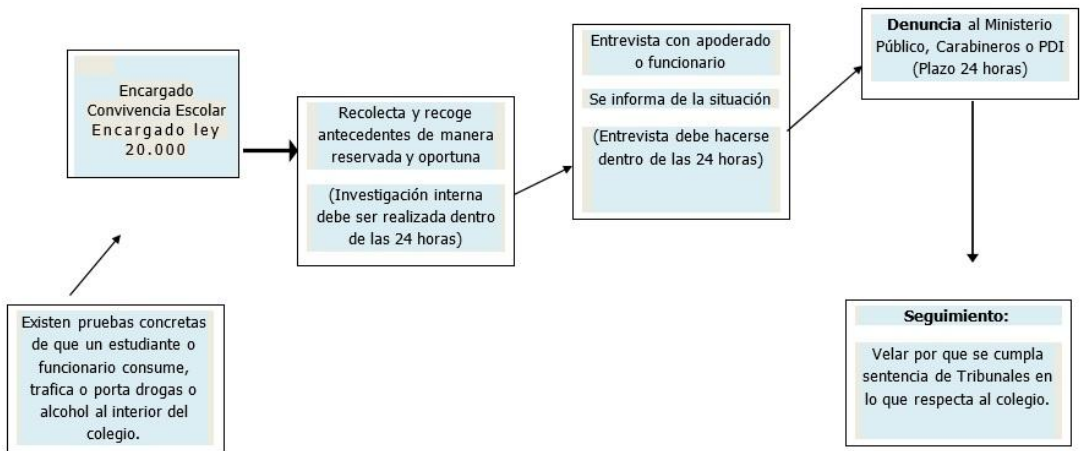 Existen pruebas concretas
de que un estudiante o
funcionario consume,
trafica o porta drogas o
alcohol al interior del
colegio.
Encargado
Convivencia Escolar
Encargado ley
20.000
Recolecta y recoge
antecedentes de manera
reservada y oportuna
(Investigación interna
debe ser realizada dentro
de las 24 horas)
Entrevista con apoderado
o funcionario
Se informa de la situación
(Entrevista debe hacerse
dentro de las 24 horas)
Denuncia al Ministerio
Público, Carabineros o PDI
(Plazo 24 horas)
Seguimiento:
Velar por que se cumpla
sentencia de Tribunales en
lo que respecta al colegio.